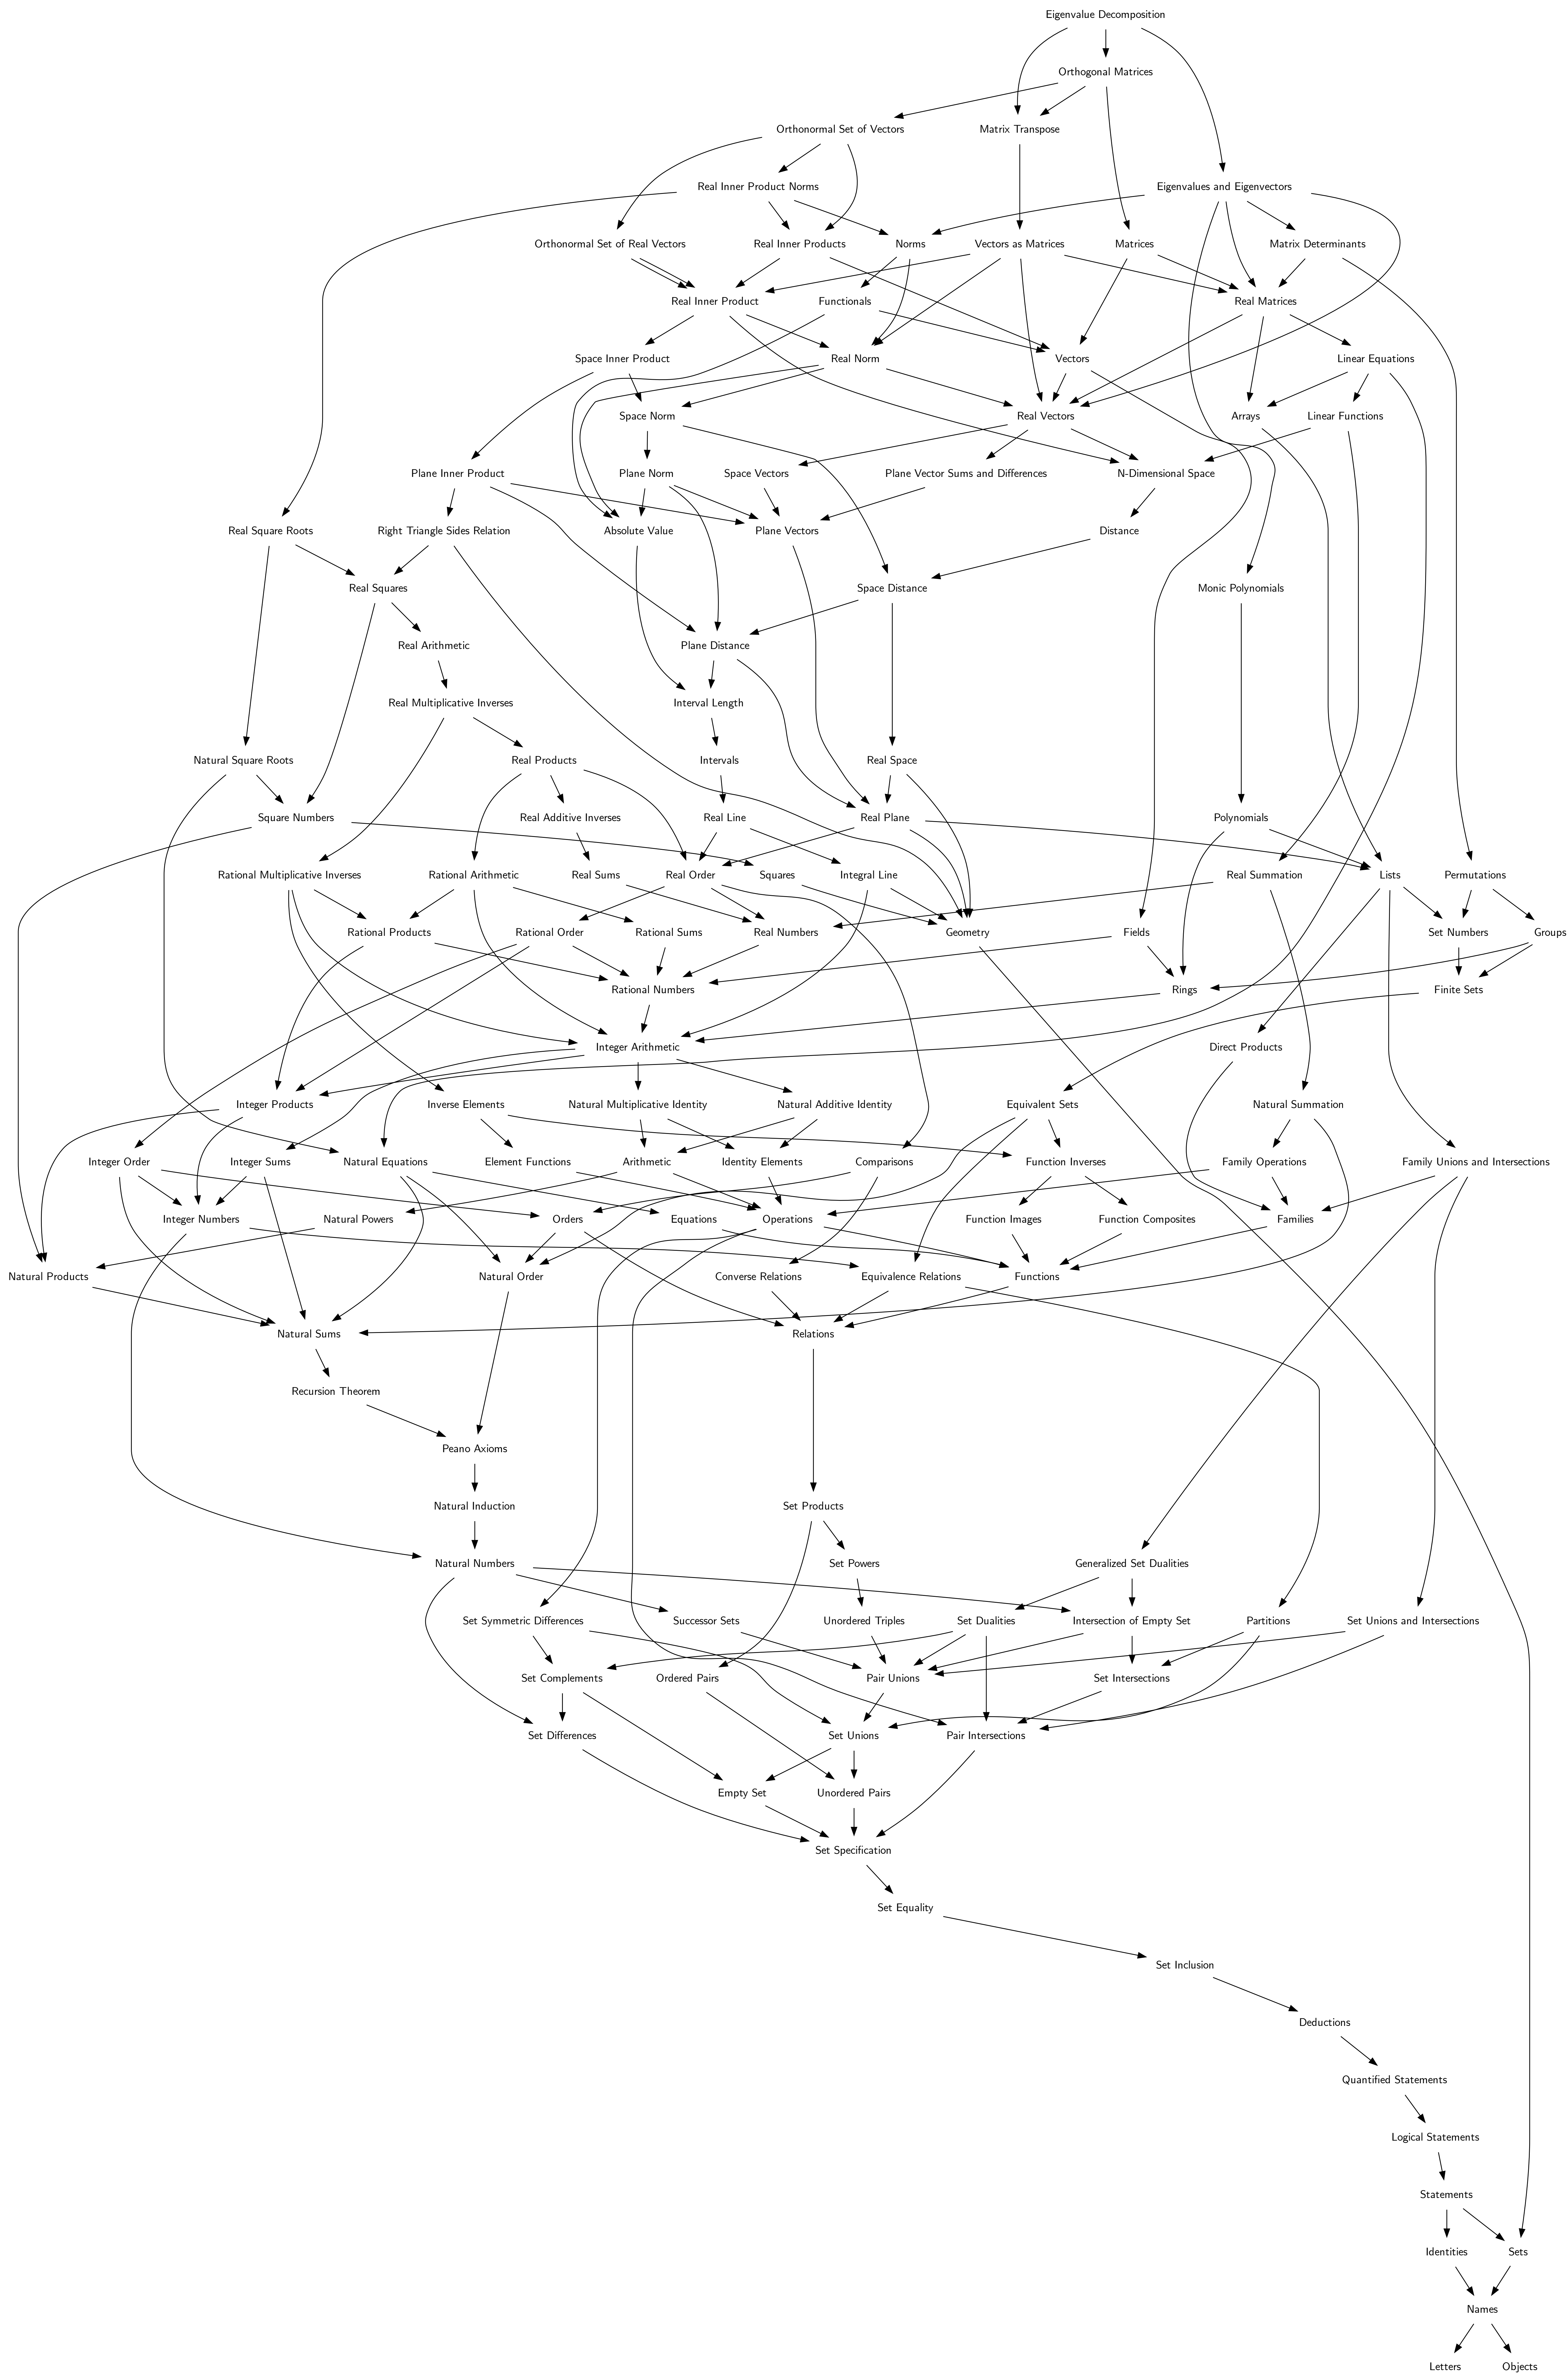 Eigenvalue Decomposition
Orthogonal Matrices
Orthonormal Set of Vectors
Matrix Transpose
Real Inner Product Norms
Eigenvalues and Eigenvectors
Orthonormal Set of Real Vectors
Real Inner Products
Norms
Vectors as Matrices
Matrices
Matrix Determinants
Real Inner Product
Functionals
Real Matrices
Space Inner Product
Real Norm
Vectors
Linear Equations
Space Norm
Real Vectors
Arrays
Linear Functions
Plane Inner Product
Plane Norm
Space Vectors
Plane Vector Sums and Differences
N-Dimensional Space
Real Square Roots
Right Triangle Sides Relation
Absolute Value
Plane Vectors
Distance
Real Squares
Space Distance
Monic Polynomials
Real Arithmetic
Plane Distance
Real Multiplicative Inverses
Interval Length
Natural Square Roots
Real Products
Intervals
Real Space
Square Numbers
Real Additive Inverses
Real Line
Real Plane
Polynomials
Rational Multiplicative Inverses
Rational Arithmetic
Real Sums
Real Order
Squares
Integral Line
Real Summation
Lists
Permutations
Rational Products
Rational Order
Rational Sums
Real Numbers
Geometry
Fields
Set Numbers
Groups
Rational Numbers
Rings
Finite Sets
Integer Arithmetic
Direct Products
Integer Products
Inverse Elements
Natural Multiplicative Identity
Natural Additive Identity
Equivalent Sets
Natural Summation
Integer Order
Integer Sums
Natural Equations
Element Functions
Arithmetic
Identity Elements
Comparisons
Function Inverses
Family Operations
Family Unions and Intersections
Integer Numbers
Natural Powers
Orders
Equations
Operations
Function Images
Function Composites
Families
Natural Products
Natural Order
Converse Relations
Equivalence Relations
Functions
Natural Sums
Relations
Recursion Theorem
Peano Axioms
Natural Induction
Set Products
Natural Numbers
Set Powers
Generalized Set Dualities
Set Symmetric Differences
Successor Sets
Unordered Triples
Set Dualities
Intersection of Empty Set
Partitions
Set Unions and Intersections
Set Complements
Ordered Pairs
Pair Unions
Set Intersections
Set Differences
Set Unions
Pair Intersections
Empty Set
Unordered Pairs
Set Specification
Set Equality
Set Inclusion
Deductions
Quantified Statements
Logical Statements
Statements
Identities
Sets
Names
Letters
Objects